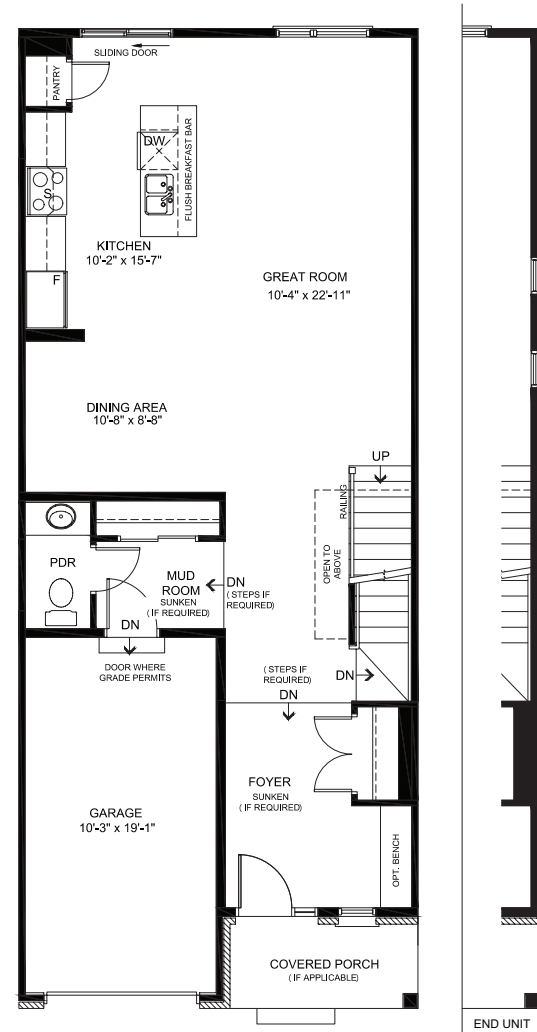 SLIDING DOOR
PANTRY
DW
FLUSH BREAKFAST BAR
S
KITCHEN
10'-2" x 15'-7"
F
GREAT ROOM
10'-4" x 22'-11"
DINING AREA
10'-8" x 8'-8"
UP
RAILING
OPEN TO
ABOVE
PDR
MUD
ROOM
SUNKEN
( IF REQUIRED)
DN
DN
( STEPS IF
REQUIRED)
DOOR WHERE
GRADE PERMITS
( STEPS IF
REQUIRED)
DN
DN
FOYER
SUNKEN
( IF REQUIRED)
GARAGE
10'-3" x 19'-1"
OPT. BENCH
COVERED PORCH
( IF APPLICABLE)
END UNIT